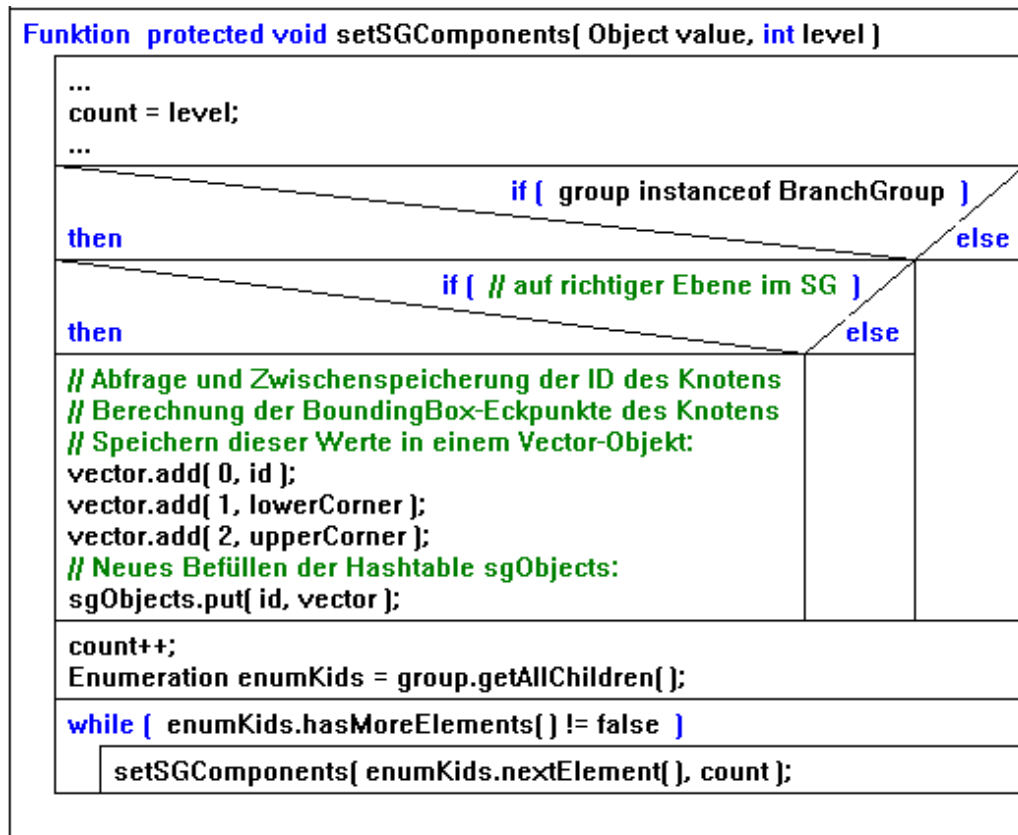 Funktion protected void setSGComponents( Object value, int level )
...
count = level;
...
if ( group instanceof BranchGroup )
then else
if ( // auf richtiger Ebene im SG )
then else
// Abfrage und Zwischenspeicherung der ID des Knotens
// Berechnung der BoundingBox-Eckpunkte des Knotens
// Speichern dieser Werte in einem Vector-Objekt:
vector.add( 0, id );
vector.add( 1, lowerCorner );
vector.add( 2, upperCorner );
// Neues Befüllen der Hashtable sgObjects:
sgObjects.put( id, vector );
count++;
Enumeration enumKids = group.getAllChildren( );
while ( enumKids.hasMoreElements() != false )
setSGComponents( enumKids.nextElement(), count );